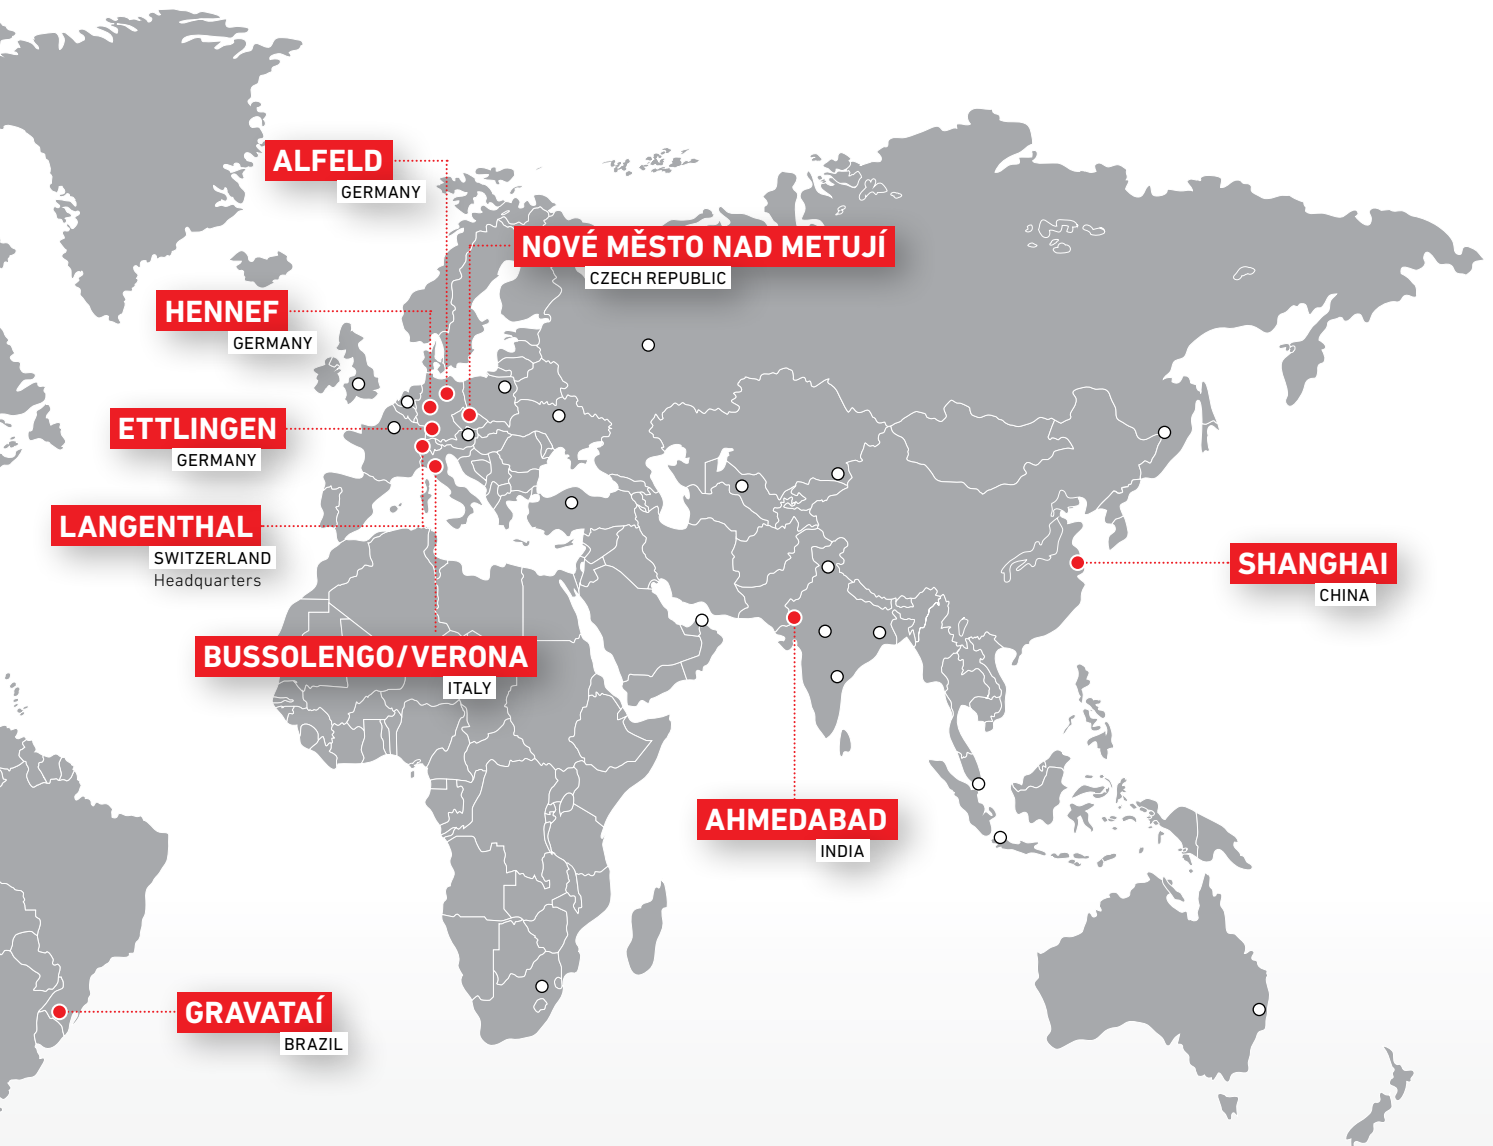 ALFELD
GERMANY
NOVÉ MĚSTO NAD METUJÍ
CZECH REPUBLIC
HENNEF
GERMANY
ETTLINGEN
GERMANY
LANGENTHAL
SWITZERLAND
Headquarters
SHANGHAI
CHINA
BUSSOLENGO/VERONA
ITALY
AHMEDABAD
INDIA
GRAVATAÍ
BRAZIL